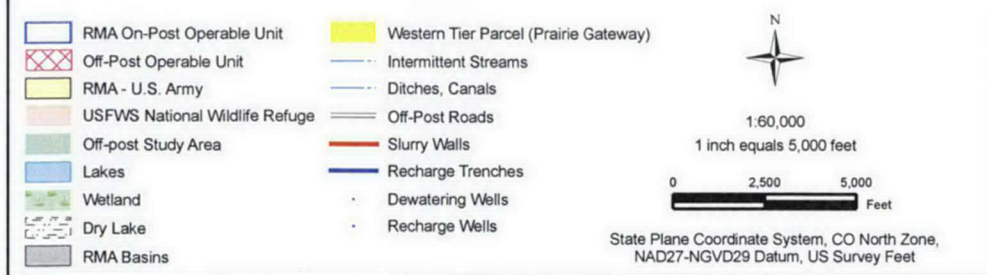 RMA On-Post Operable Unit
Off-Post Operable Unit
RMA - U.S. Army
USFWS National Wildlife Refuge
Off-post Study Area
Lakes
Wetland
Dry Lake
RMA Basins
Western Tier Parcel (Prairie Gateway)
Intermittent Streams
Ditches, Canals
Off-Post Roads
Slurry Walls
Recharge Trenches
Dewatering Wells
Recharge Wells
N
1:60,000
1 inch equals 5,000 feet
0 2,500 5,000
Feet
State Plane Coordinate System, CO North Zone,
NAD27-NGVD29 Datum, US Survey Feet